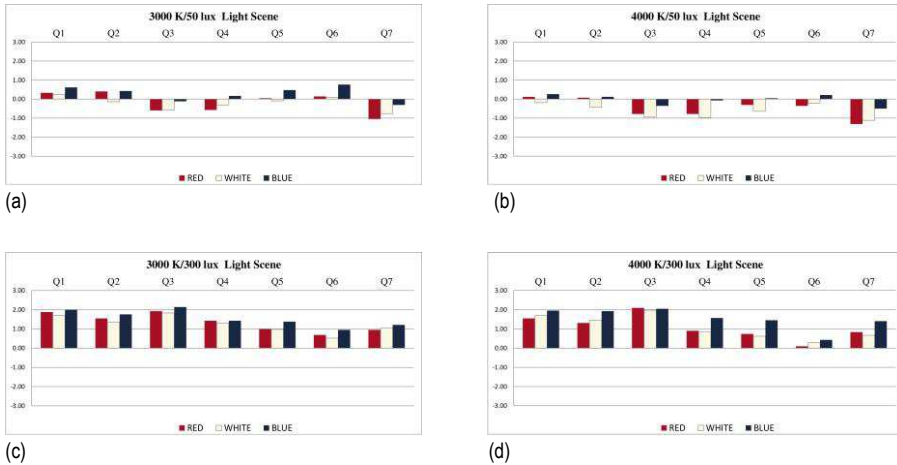 3000 K/50 lux Light Scene
Q1 Q2 Q3 Q4 Q5 Q6 Q7
3.00
2.00
1.00
0.00
-1.00
-2.00
-3.00
RED WHITE BLUE
(a)
4000 K/50 lux Light Scene
Q1 Q2 Q3 Q4 Q5 Q6 Q7
3.00
2.00
1.00
0.00
-1.00
-2.00
-3.00
RED WHITE BLUE
(b)
3000 K/300 lux Light Scene
Q1 Q2 Q3 Q4 Q5 Q6 Q7
3.00
2.00
1.00
0.00
-1.00
-2.00
-3.00
RED WHITE BLUE
(c)
4000 K/300 lux Light Scene
Q1 Q2 Q3 Q4 Q5 Q6 Q7
3.00
2.00
1.00
0.00
-1.00
-2.00
-3.00
RED WHITE BLUE
(d)